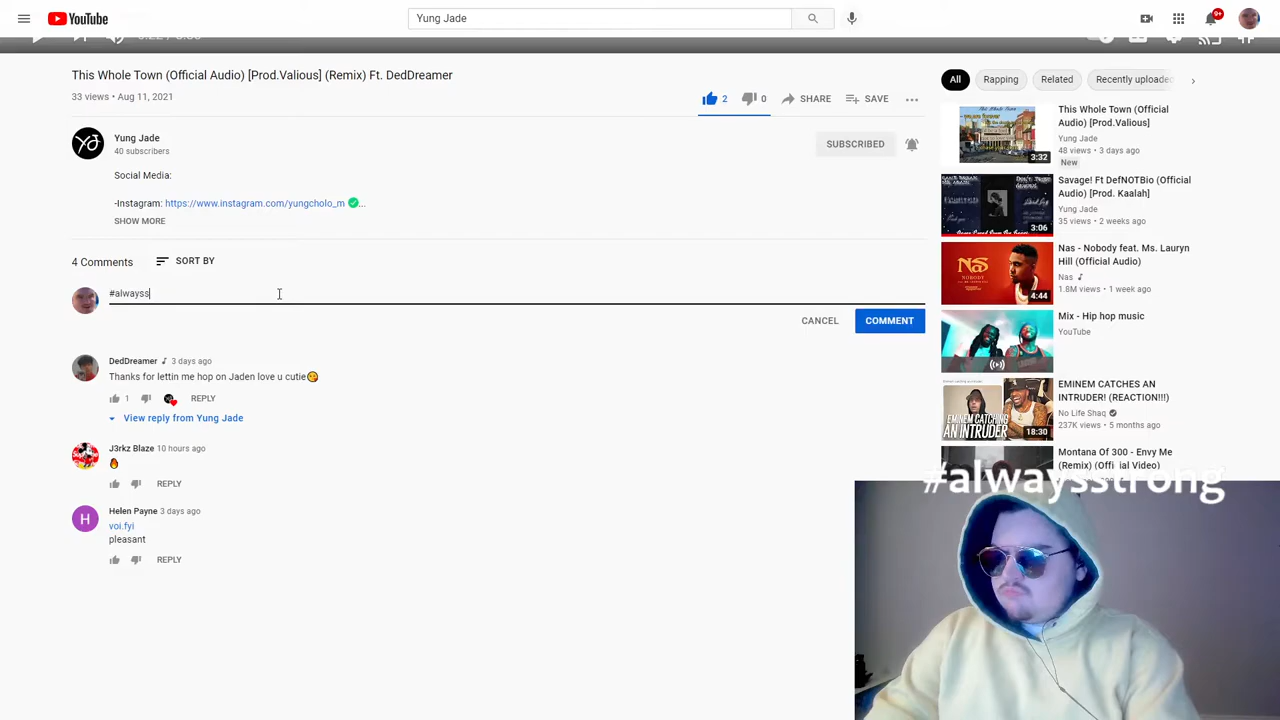 YouTube
Yung Jade
9+
This Whole Town (Official Audio) [Prod.Valious] (Remix) Ft. DedDreamer
33 views • Aug 11, 2021
2
0
SHARE
SAVE
Yung Jade
40 subscribers
SUBSCRIBED
Social Media:
-Instagram: https://www.instagram.com/yungcholo_m ...
SHOW MORE
4 Comments
SORT BY
#alwayss
CANCEL
COMMENT
DedDreamer 3 days ago
Thanks for lettin me hop on Jaden love u cutie😋
1
REPLY
View reply from Yung Jade
J3rkz Blaze 10 hours ago
🔥
REPLY
H
Helen Payne 3 days ago
voi.fyi
pleasant
REPLY
All
Rapping
Related
Recently uploaded
This Whole Town (Official
Audio) [Prod.Valious]
Yung Jade
48 views • 3 days ago
New
3:32
Savage! Ft DefNOTBio (Official
Audio) [Prod. Kaalah]
Yung Jade
35 views • 2 weeks ago
3:06
Nas - Nobody feat. Ms. Lauryn
Hill (Official Audio)
Nas
1.8M views • 1 week ago
NAS
NOBODY
4:44
Mix - Hip hop music
YouTube
EMINEM CATCHES AN
INTRUDER! (REACTION!!!)
No Life Shaq
237K views • 5 months ago
EMINEM CATCHING
AN INTRUDER
18:30
Montana Of 300 - Envy Me
(Remix) (Official Video)
#alwaysstrong